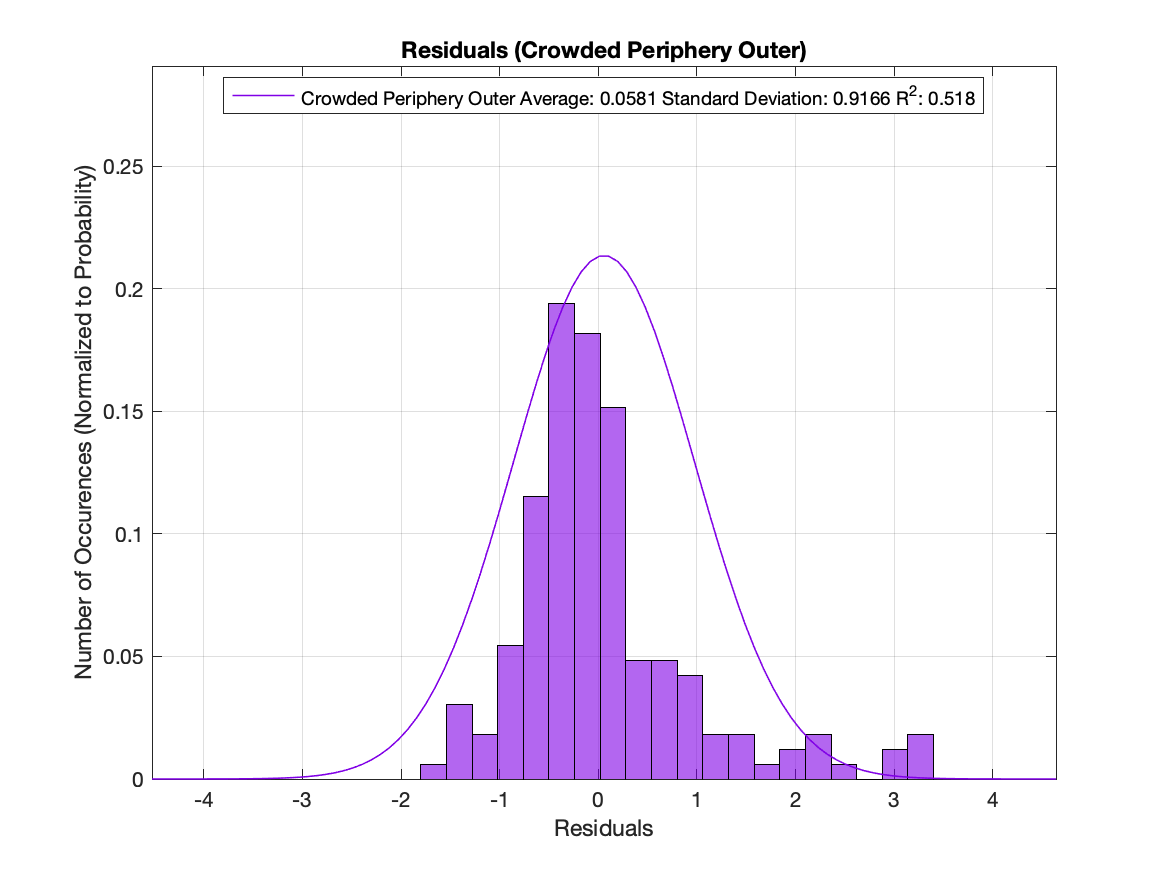 Residuals (Crowded Periphery Outer)
Crowded Periphery Outer Average: 0.0581 Standard Deviation: 0.9166 R²: 0.518
Number of Occurences (Normalized to Probability)
0.25
0.2
0.15
0.1
0.05
0
-4 -3 -2 -1 0 1 2 3 4
Residuals